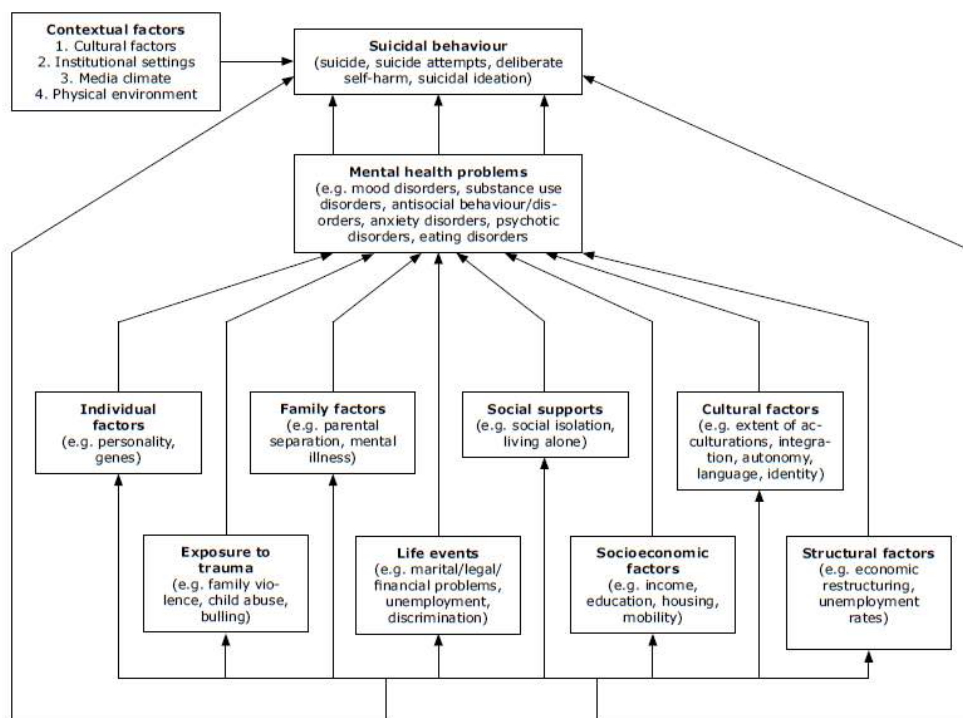 Contextual factors
1. Cultural factors
2. Institutional settings
3. Media climate
4. Physical environment
Suicidal behaviour
(suicide, suicide attempts, deliberate
self-harm, suicidal ideation)
Mental health problems
(e.g. mood disorders, substance use
disorders, antisocial behaviour/dis-
orders, anxiety disorders, psychotic
disorders, eating disorders
Individual
factors
(e.g. personality,
genes)
Family factors
(e.g. parental
separation, mental
illness)
Social supports
(e.g. social isolation,
living alone)
Cultural factors
(e.g. extent of ac-
culturations, integra-
tion, autonomy,
language, identity)
Exposure to
trauma
(e.g. family vio-
lence, child abuse,
bulling)
Life events
(e.g. marital/legal/
financial problems,
unemployment,
discrimination)
Socioeconomic
factors
(e.g. income,
education, housing,
mobility)
Structural factors
(e.g. economic
restructuring,
unemployment
rates)